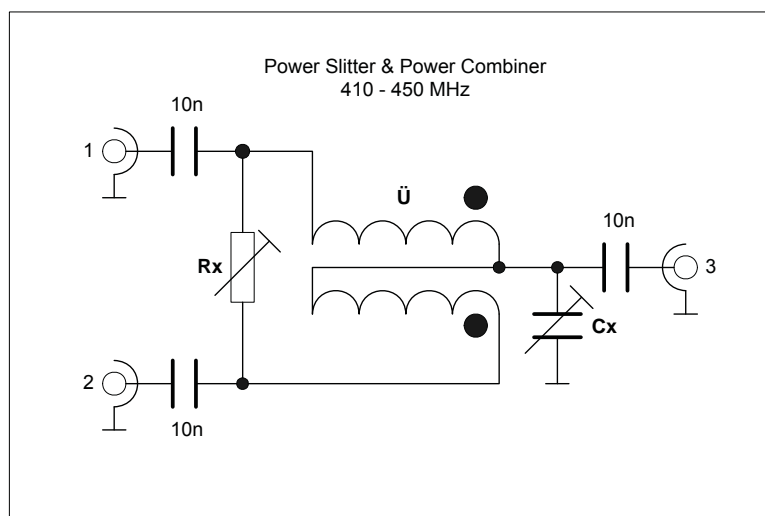 Power Slitter & Power Combiner
410 - 450 MHz
10n
1
Ü
10n
Rx
3
Cx
2
10n